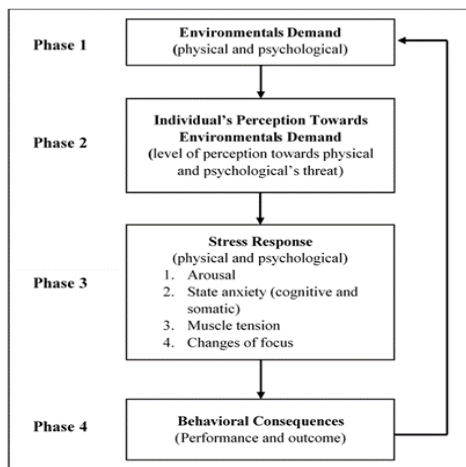 Phase 1
Environmentals Demand
(physical and psychological)
Phase 2
Individual's Perception Towards
Environmentals Demand
(level of perception towards physical
and psychological's threat)
Phase 3
Stress Response
(physical and psychological)
1. Arousal
2. State anxiety (cognitive and
somatic)
3. Muscle tension
4. Changes of focus
Phase 4
Behavioral Consequences
(Performance and outcome)